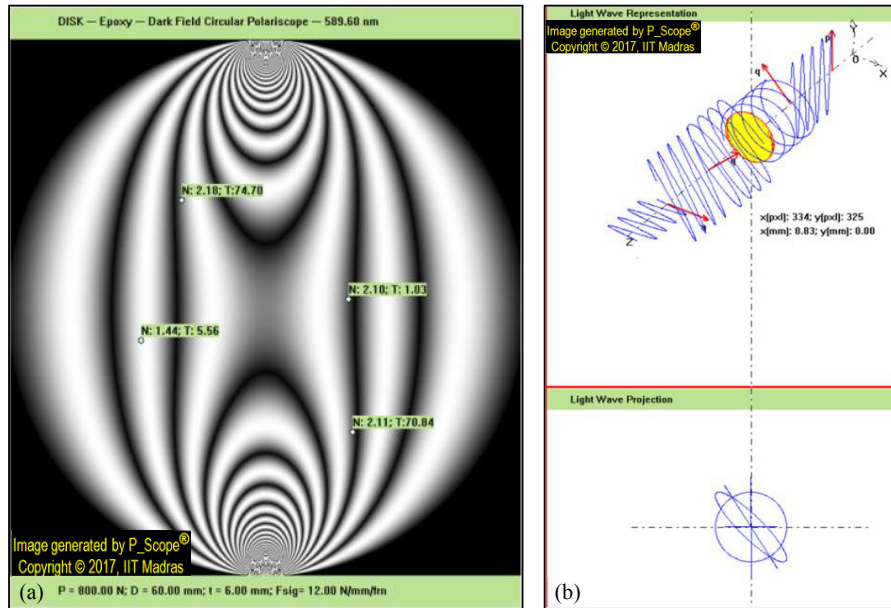 DISK — Epoxy — Dark Field Circular Polariscope — 589.60 nm
N: 2.18; T:74.70
N: 2.10; T: 1.03
N: 1.44; T: 5.56
N: 2.11; T:70.84
Image generated by P_Scope®
Copyright © 2017, IIT Madras
(a) P = 800.00 N; D = 60.00 mm; t = 6.00 mm; Fsig= 12.00 N/mm/frn
Light Wave Representation
Image generated by P_Scope®
Copyright © 2017, IIT Madras
Y
P
O
X
q
x(pxl): 334; y(pxl): 325
x(mm): 0.83; y(mm): 0.00
Z
Light Wave Projection
(b)